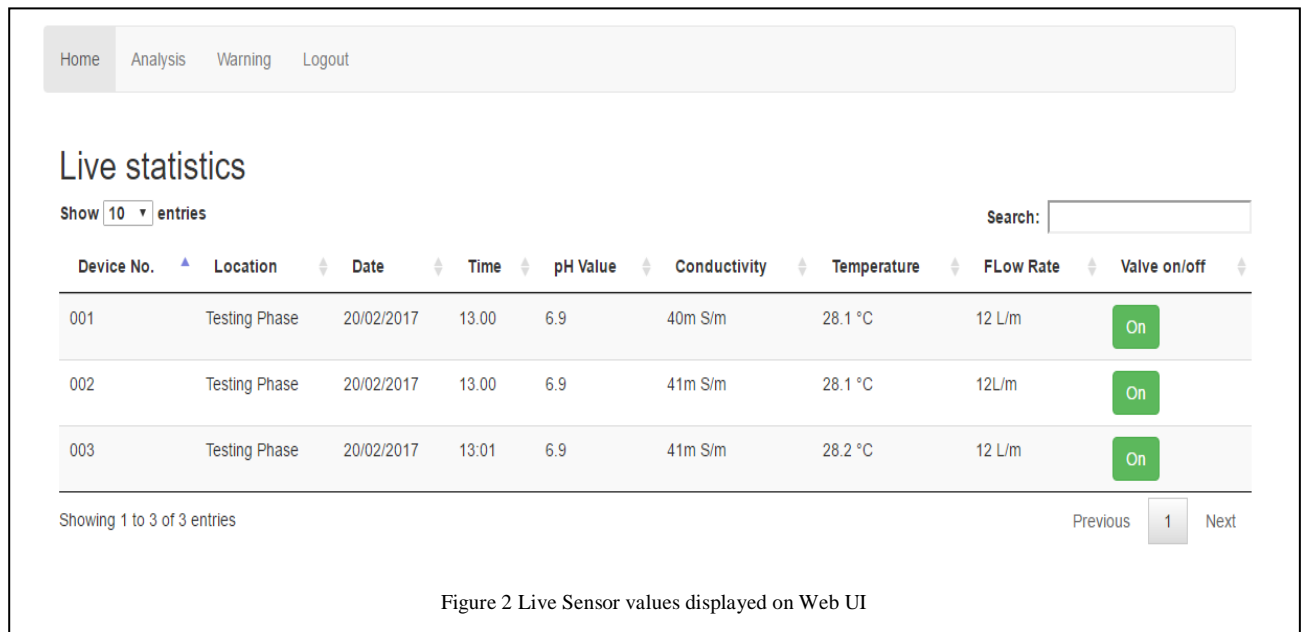 Home Analysis Warning Logout
Live statistics
Show 10 entries Search:
Device No. Location Date Time pH Value Conductivity Temperature FLow Rate Valve on/off
001 Testing Phase 20/02/2017 13.00 6.9 40m S/m 28.1 °C 12 L/m On
002 Testing Phase 20/02/2017 13.00 6.9 41m S/m 28.1 °C 12L/m On
003 Testing Phase 20/02/2017 13:01 6.9 41m S/m 28.2 °C 12 L/m On
Showing 1 to 3 of 3 entries Previous 1 Next
Figure 2 Live Sensor values displayed on Web UI